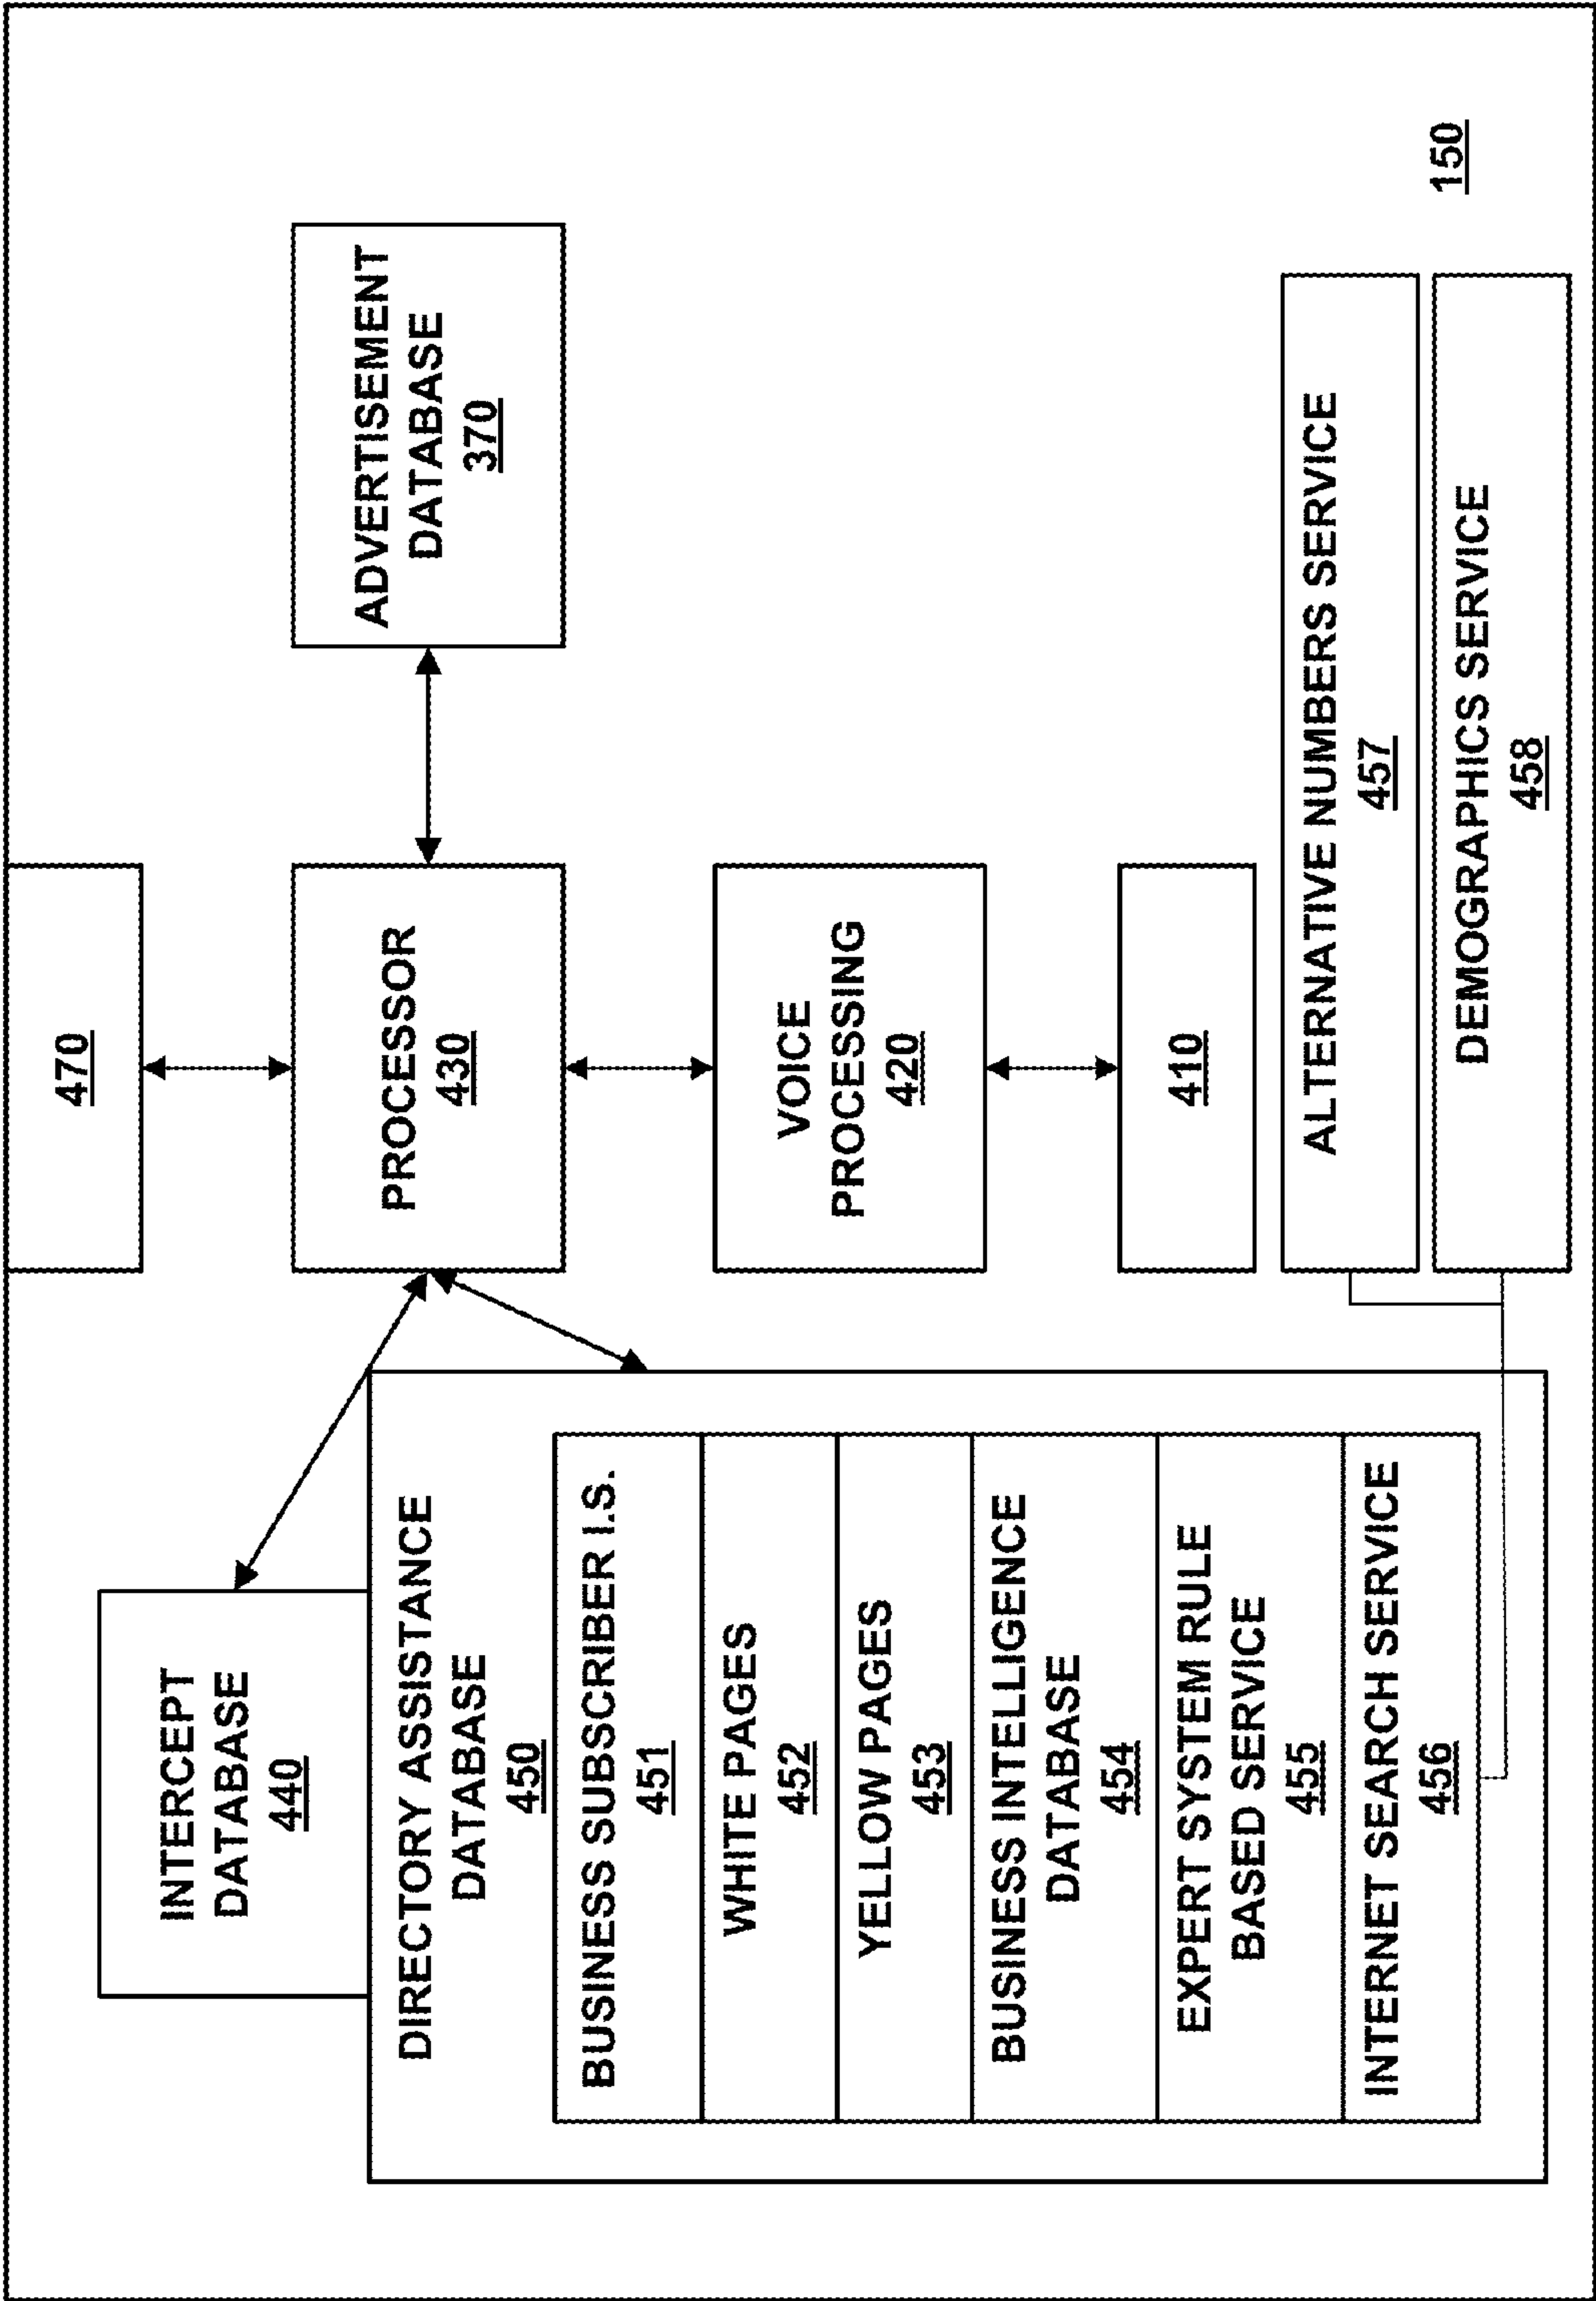 INTERCEPT
DATABASE
440
DIRECTORY ASSISTANCE
DATABASE
450
BUSINESS SUBSCRIBER I.S.
451
WHITE PAGES
452
YELLOW PAGES
453
BUSINESS INTELLIGENCE
DATABASE
454
EXPERT SYSTEM RULE
BASED SERVICE
455
INTERNET SEARCH SERVICE
456
470
PROCESSOR
430
VOICE
PROCESSING
420
410
ADVERTISEMENT
DATABASE
370
ALTERNATIVE NUMBERS SERVICE
457
DEMOGRAPHICS SERVICE
458
150